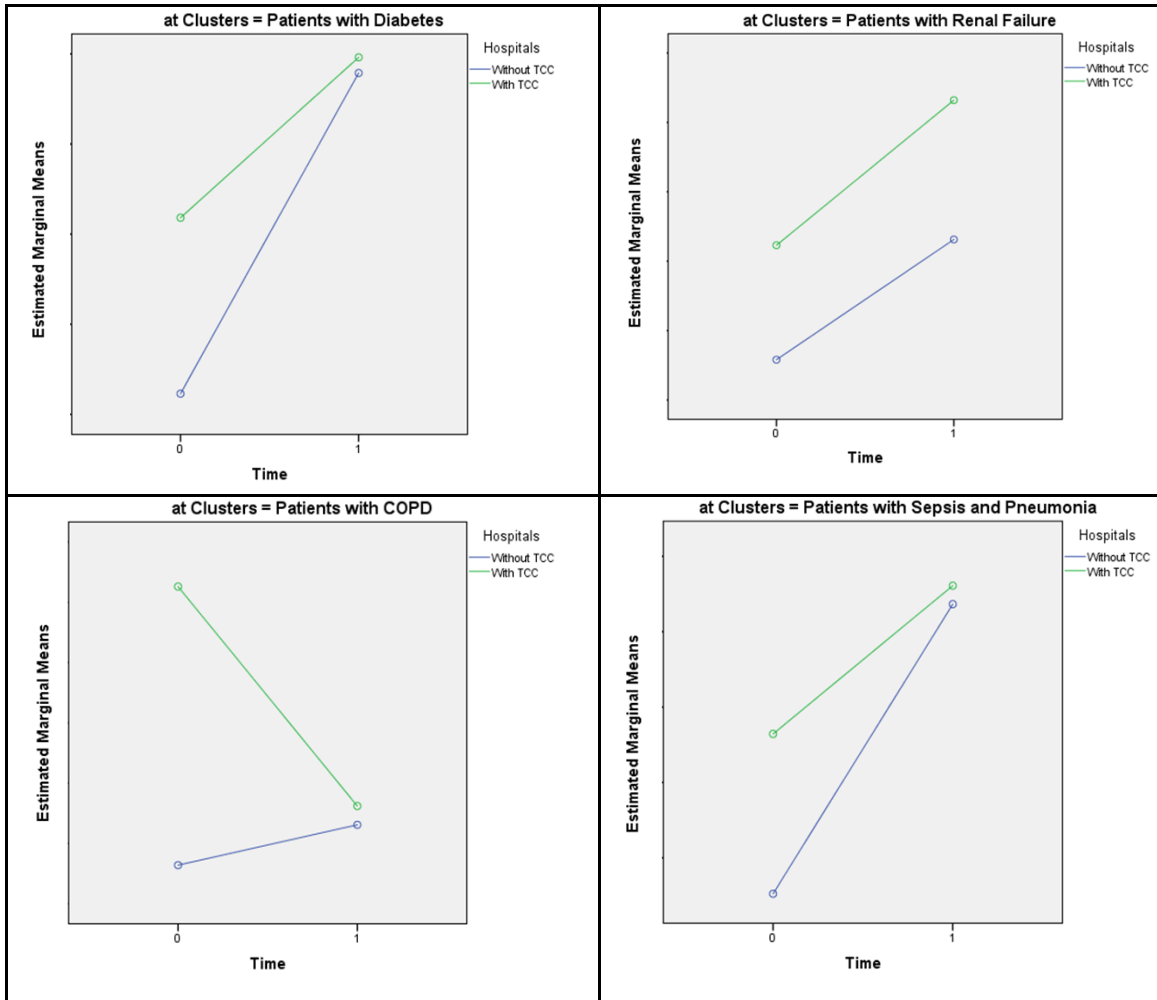 at Clusters = Patients with Diabetes
Hospitals
Without TCC
With TCC
Estimated Marginal Means
0
1
Time
at Clusters = Patients with Renal Failure
Hospitals
Without TCC
With TCC
Estimated Marginal Means
0
1
Time
at Clusters = Patients with COPD
Hospitals
Without TCC
With TCC
Estimated Marginal Means
0
1
Time
at Clusters = Patients with Sepsis and Pneumonia
Hospitals
Without TCC
With TCC
Estimated Marginal Means
0
1
Time